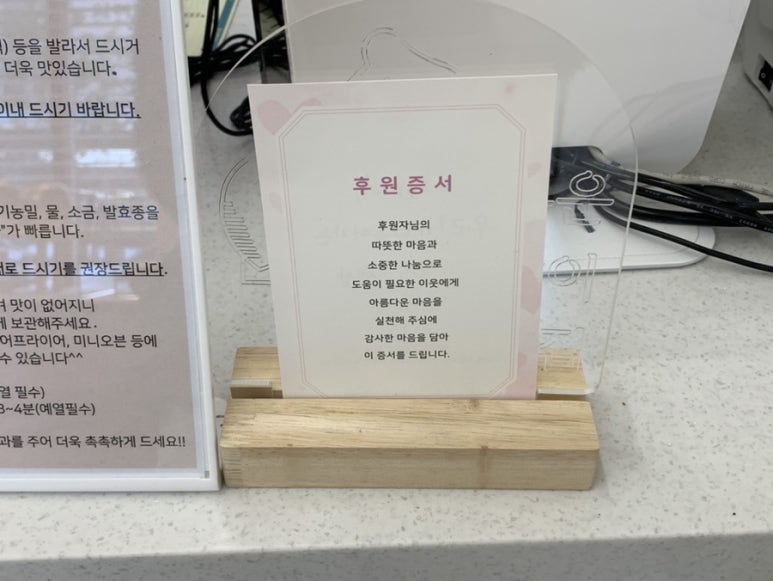 등을 발라서 드시거
더욱 맛있습니다.
이내 드시기 바랍니다.
기농밀, 물, 소금, 발효종을
가 빠릅니다.
로 드시기를 권장드립니다.
맛이 없어지니
보관해주세요.
어프라이어, 미니오븐 등에
수 있습니다^^
열 필수)
3~4분(예열필수)
과를 주어 더욱 촉촉하게 드세요!!
후원증서
후원자님의
따뜻한 마음과
소중한 나눔으로
도움이 필요한 이웃에게
아름다운 마음을
실천해 주심에
감사한 마음을 담아
이 증서를 드립니다.